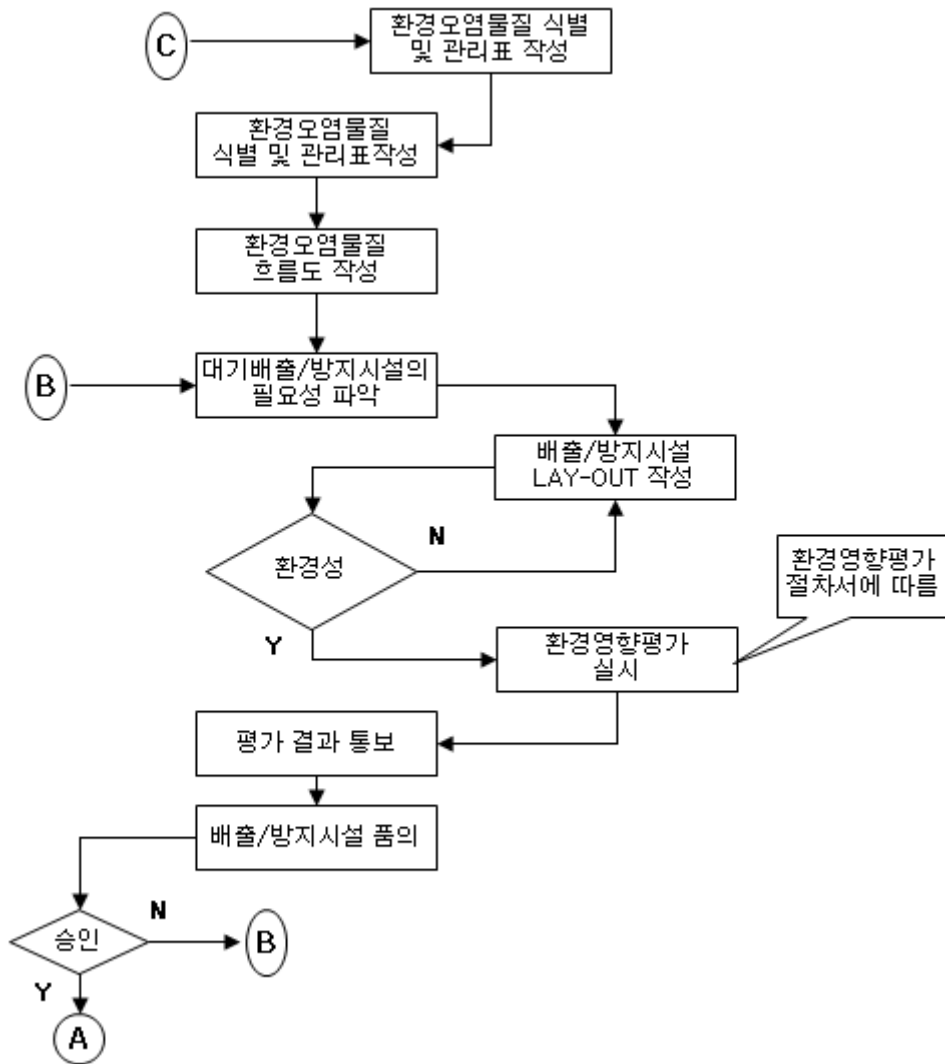 C
환경오염물질 식별
및 관리표 작성
환경오염물질
식별 및 관리표작성
환경오염물질
흐름도 작성
B
대기배출/방지시설의
필요성 파악
배출/방지시설
LAY-OUT 작성
N
환경성
환경영향평가
절차서에 따름
Y
환경영향평가
실시
평가 결과 통보
배출/방지시설 품의
N
승인
B
Y
A